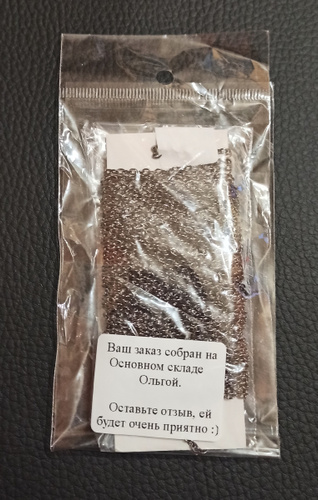 Ваш заказ собран на
Основном складе
Ольгой.
Оставьте отзыв, ей
будет очень приятно :)